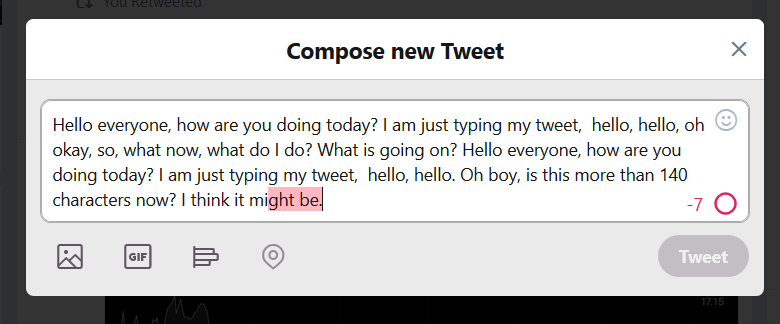 You Retweeted
Compose new Tweet
Hello everyone, how are you doing today? I am just typing my tweet,  hello, hello, oh
okay, so, what now, what do I do? What is going on? Hello everyone, how are you
doing today? I am just typing my tweet,  hello, hello. Oh boy, is this more than 140
characters now? I think it might be.
-7
GIF
Tweet
17.15